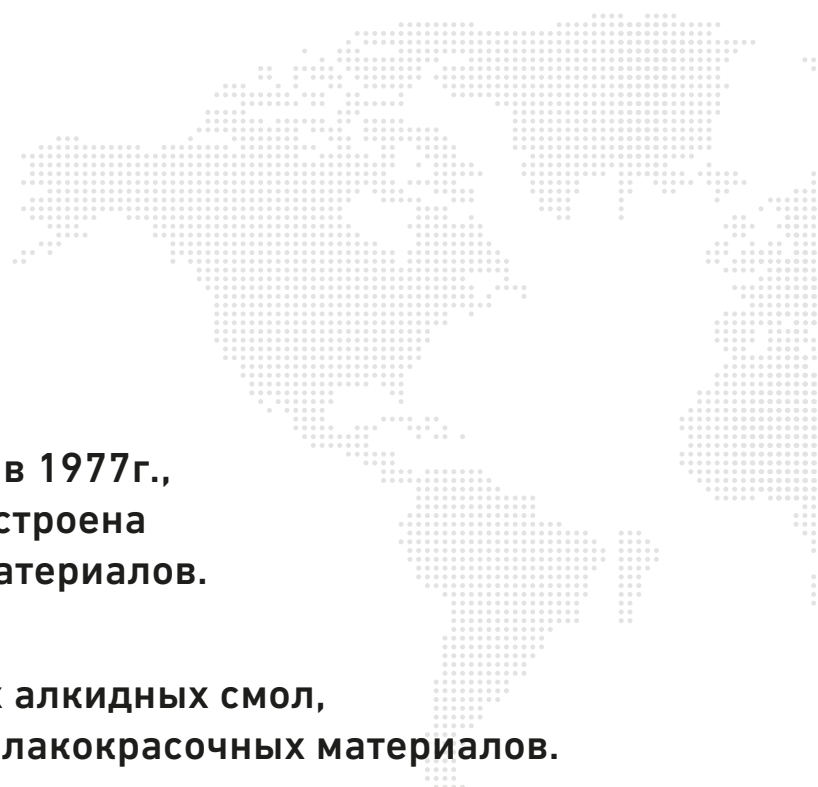 в 1977г.,
строена
атериалов.
х алкидных смол,
лакокрасочных материалов.